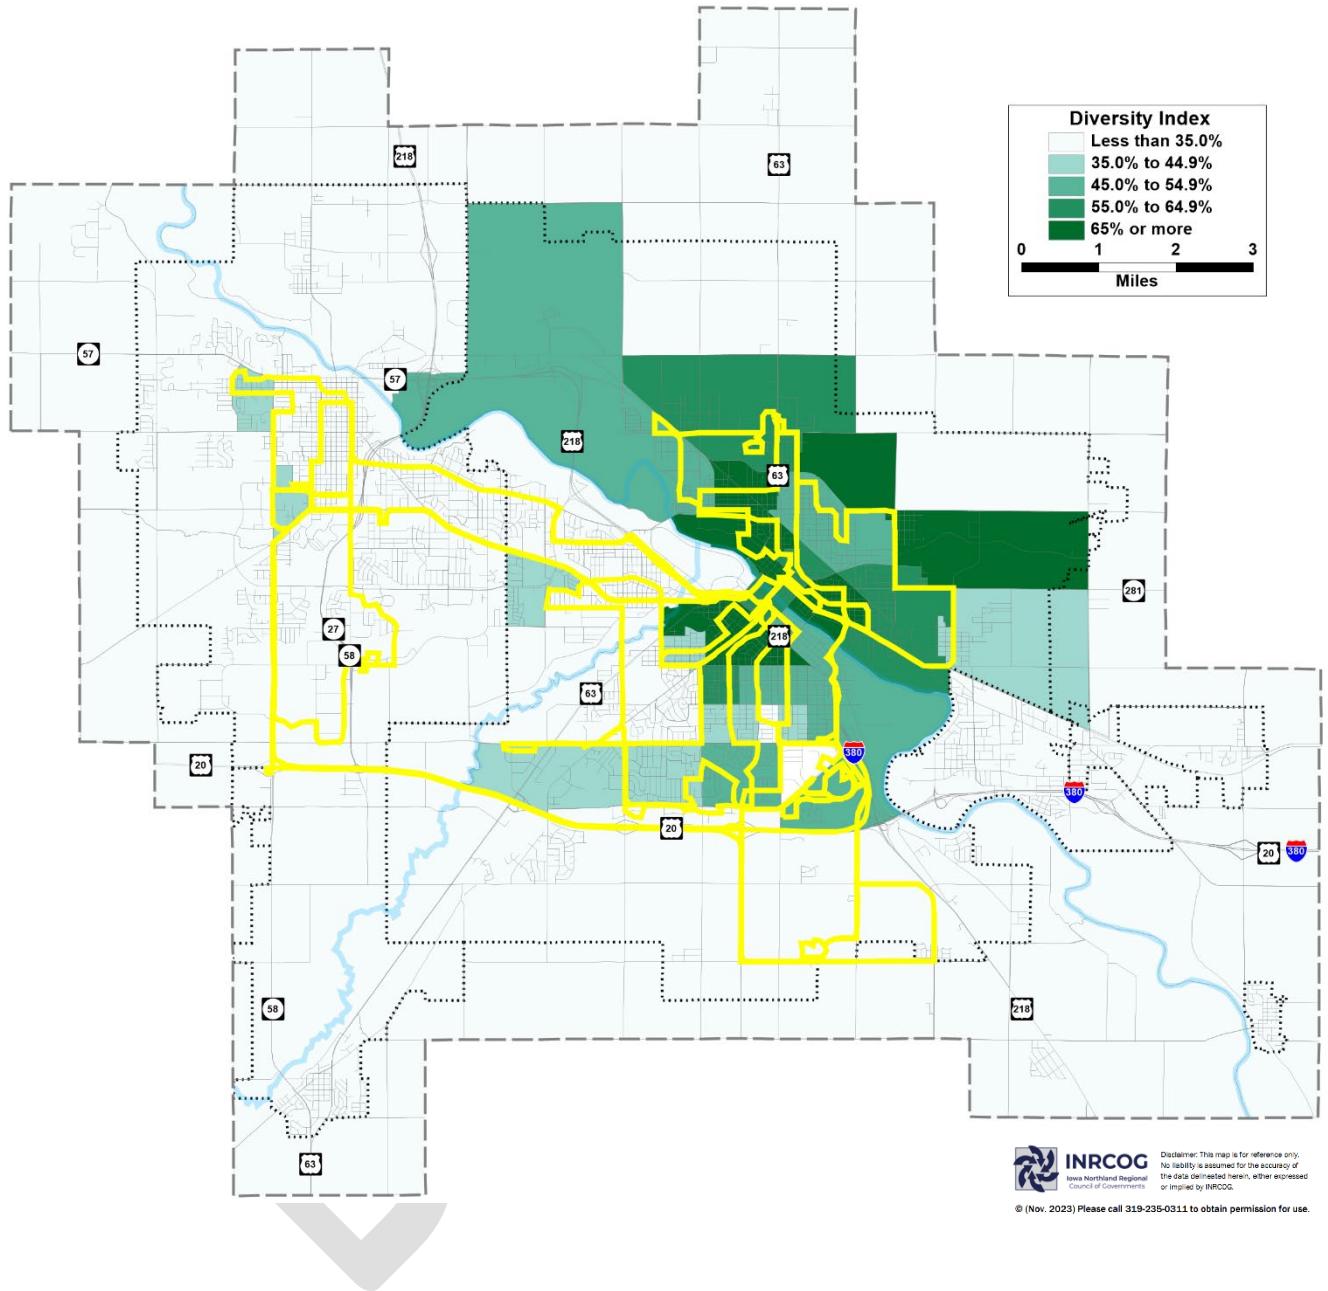 Diversity Index
Less than 35.0%
35.0% to 44.9%
45.0% to 54.9%
55.0% to 64.9%
65% or more
0 1 2 3
Miles
218
63
57
57
218
63
281
27
58
218
63
380
20
380
20
20
380
58
218
63
INRCOG
Iowa Northland Regional
Council of Governments
Disclaimer: This map is for reference only.
No liability is assumed for the accuracy of
the data delineated herein, either expressed
or implied by INRCOG.
© (Nov. 2023) Please call 319-235-0311 to obtain permission for use.